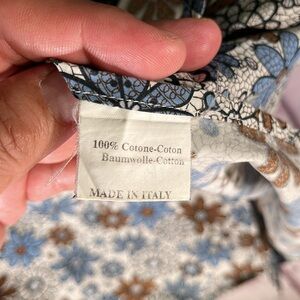 100% Cotone-Coton
Baumwolle-Cotton
MADE IN ITALY